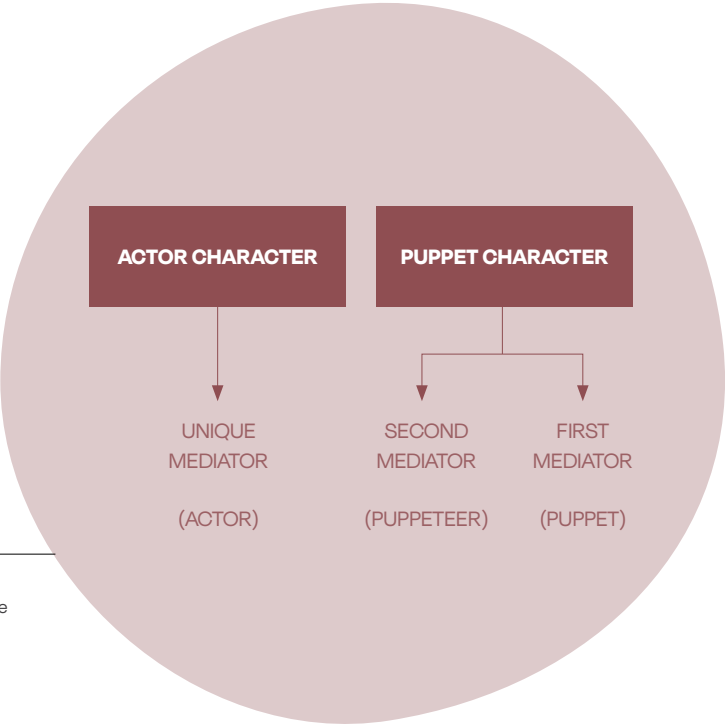 ACTOR CHARACTER
PUPPET CHARACTER
UNIQUE
MEDIATOR
(ACTOR)
SECOND
MEDIATOR
(PUPPETEER)
FIRST
MEDIATOR
(PUPPET)
e